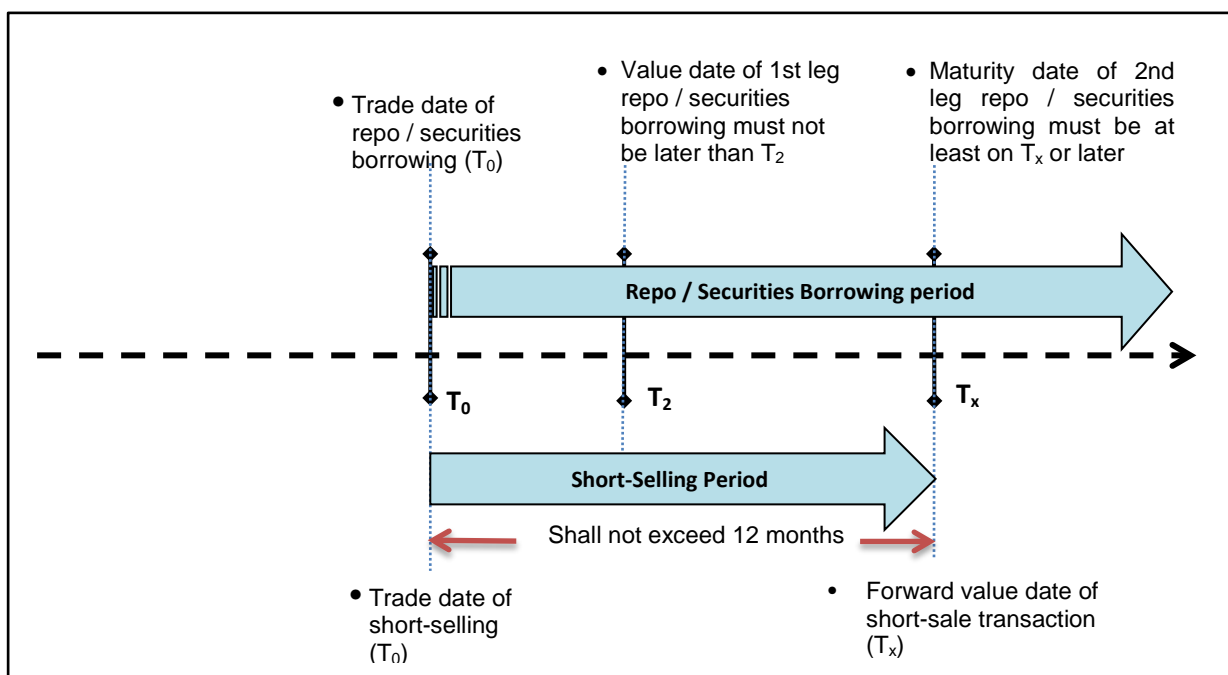 • Trade date of
repo / securities
borrowing (T₀)
• Value date of 1st leg
repo / securities
borrowing must not
be later than T₂
• Maturity date of 2nd
leg repo / securities
borrowing must be at
least on Tₓ or later
Repo / Securities Borrowing period
T₀
T₂
Tₓ
Short-Selling Period
Shall not exceed 12 months
• Trade date of
short-selling
(T₀)
• Forward value date of
short-sale transaction
(Tₓ)